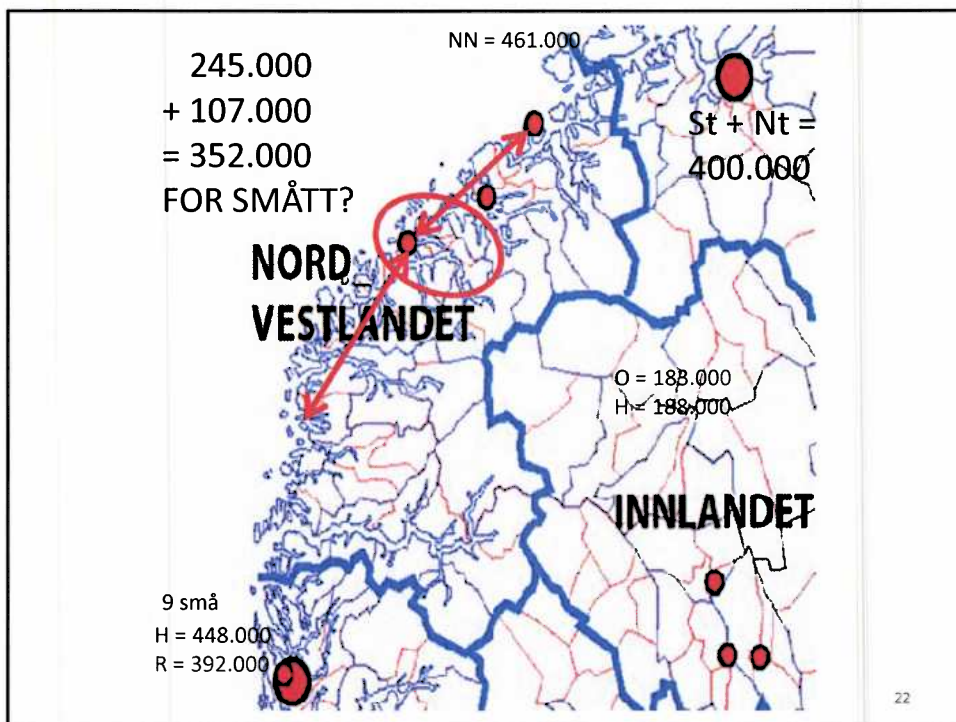 NN = 461.000
245.000
+ 107.000
= 352.000
FOR SMÅTT?
St + Nt =
400.000
NORD_
VESTLANDET
O = 183.000
H = 188.000
INNLANDET
9 små
H = 448.000
R = 392.000
22